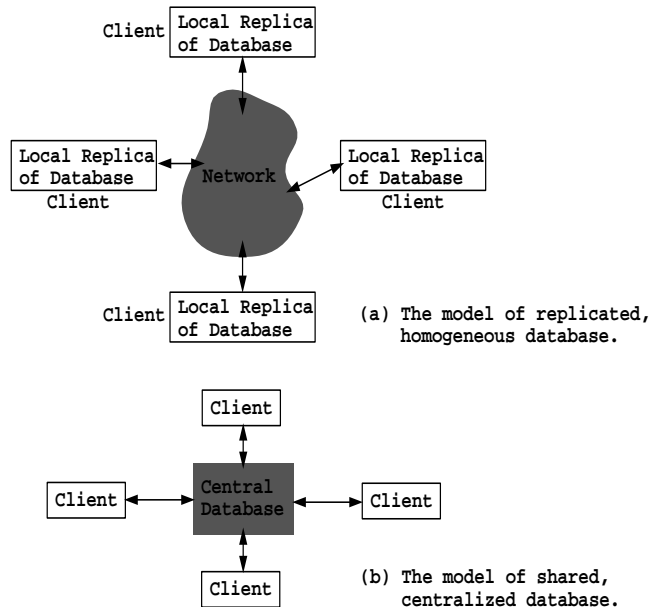 Client
Local Replica
of Database
Local Replica
of Database
Client
Network
Local Replica
of Database
Client
Client
Local Replica
of Database
(a) The model of replicated,
homogeneous database.
Client
Client
Central
Database
Client
Client
(b) The model of shared,
centralized database.